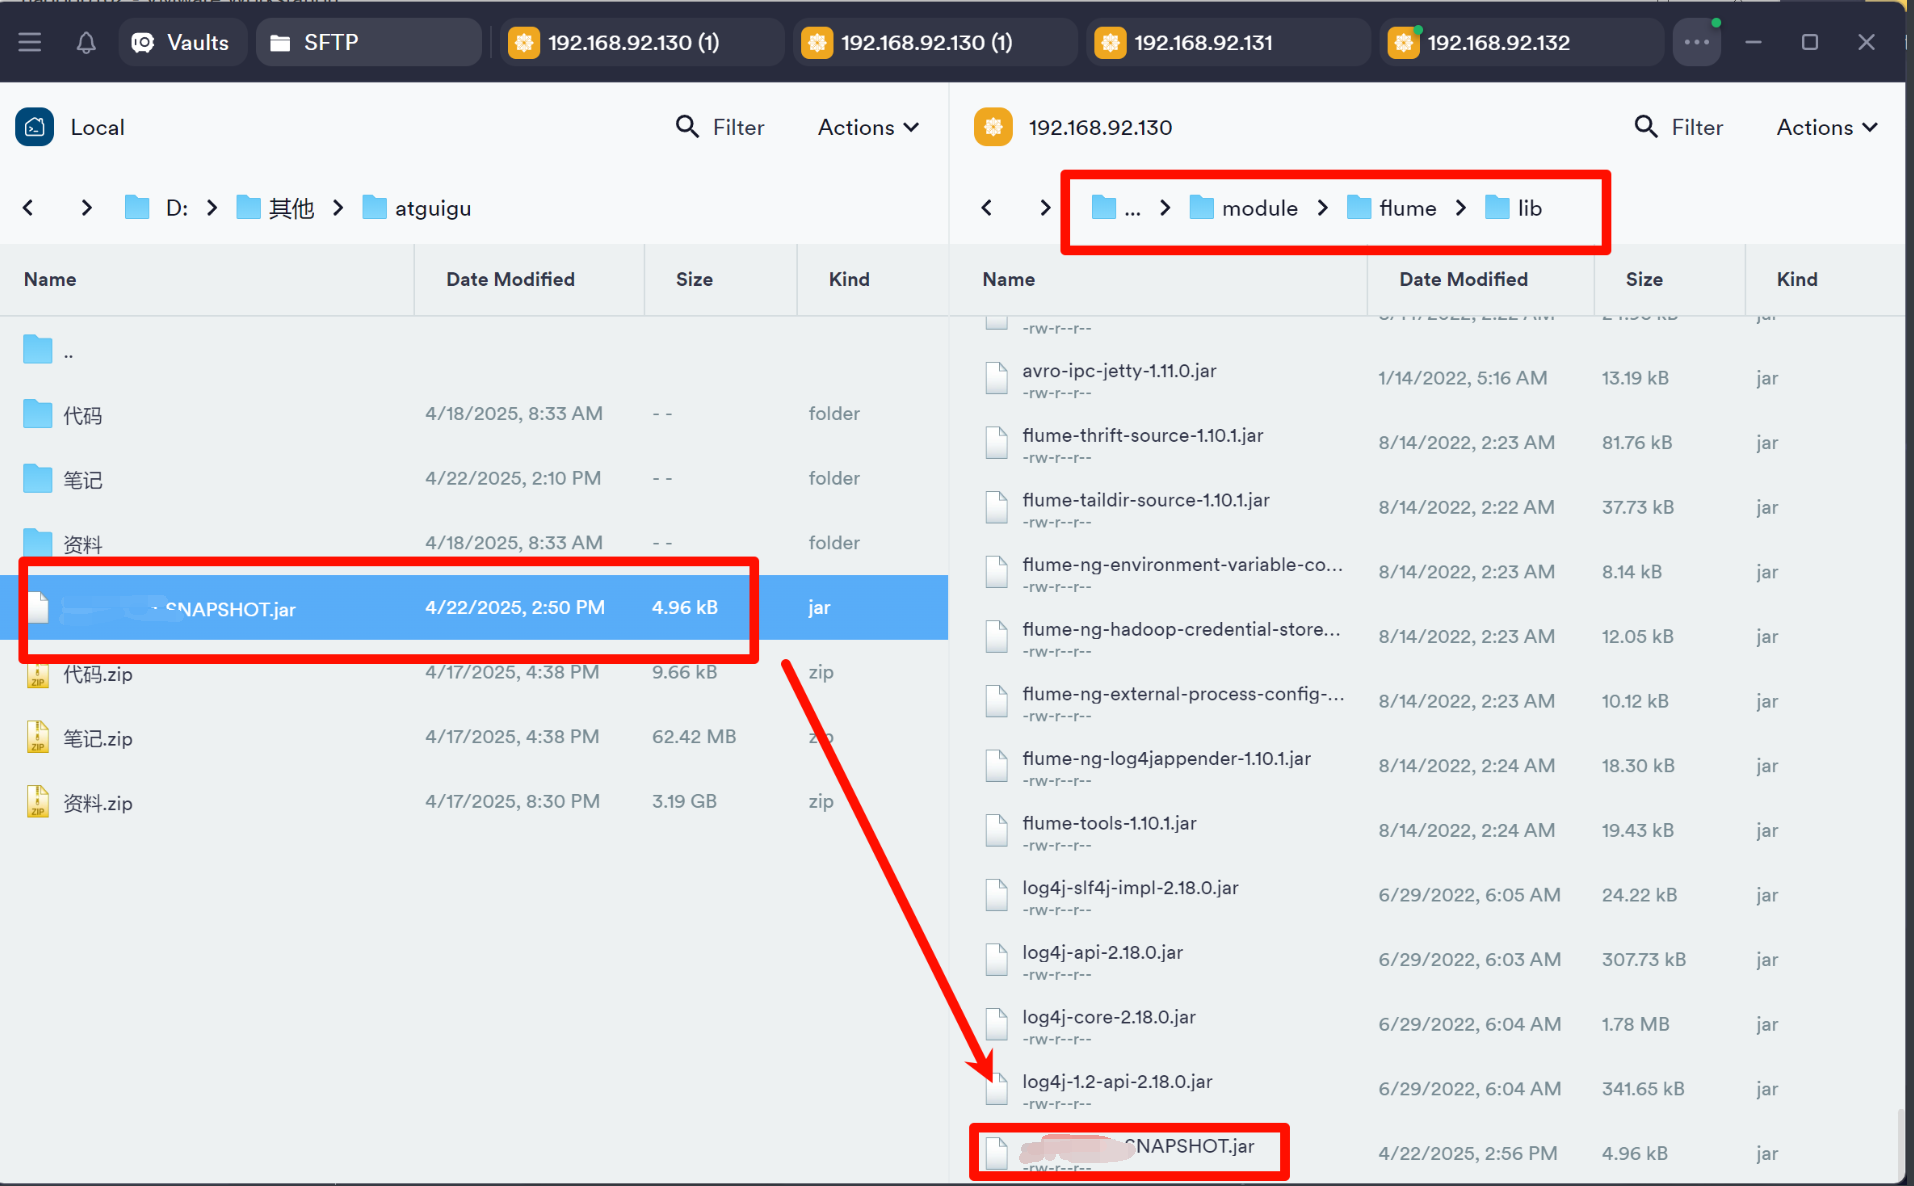 Vaults
SFTP
192.168.92.130 (1)
192.168.92.130 (1)
192.168.92.131
192.168.92.132
Local
Filter
Actions
D:
其他
atguigu
Name
Date Modified
Size
Kind
..
代码 4/18/2025, 8:33 AM - - folder
笔记 4/22/2025, 2:10 PM - - folder
资料 4/18/2025, 8:33 AM - - folder
SNAPSHOT.jar 4/22/2025, 2:50 PM 4.96 kB jar
代码.zip 4/17/2025, 4:38 PM 9.66 kB zip
笔记.zip 4/17/2025, 4:38 PM 62.42 MB zip
资料.zip 4/17/2025, 8:30 PM 3.19 GB zip
192.168.92.130
Filter
Actions
...
module
flume
lib
Name
Date Modified
Size
Kind
-rw-r--r--
avro-ipc-jetty-1.11.0.jar 1/14/2022, 5:16 AM 13.19 kB jar
-rw-r--r--
flume-thrift-source-1.10.1.jar 8/14/2022, 2:23 AM 81.76 kB jar
-rw-r--r--
flume-taildir-source-1.10.1.jar 8/14/2022, 2:22 AM 37.73 kB jar
-rw-r--r--
flume-ng-environment-variable-co... 8/14/2022, 2:23 AM 8.14 kB jar
-rw-r--r--
flume-ng-hadoop-credential-store... 8/14/2022, 2:23 AM 12.05 kB jar
-rw-r--r--
flume-ng-external-process-config-... 8/14/2022, 2:23 AM 10.12 kB jar
-rw-r--r--
flume-ng-log4jappender-1.10.1.jar 8/14/2022, 2:24 AM 18.30 kB jar
-rw-r--r--
flume-tools-1.10.1.jar 8/14/2022, 2:24 AM 19.43 kB jar
-rw-r--r--
log4j-slf4j-impl-2.18.0.jar 6/29/2022, 6:05 AM 24.22 kB jar
-rw-r--r--
log4j-api-2.18.0.jar 6/29/2022, 6:03 AM 307.73 kB jar
-rw-r--r--
log4j-core-2.18.0.jar 6/29/2022, 6:04 AM 1.78 MB jar
-rw-r--r--
log4j-1.2-api-2.18.0.jar 6/29/2022, 6:04 AM 341.65 kB jar
-rw-r--r--
SNAPSHOT.jar 4/22/2025, 2:56 PM 4.96 kB jar
-rw-r--r--